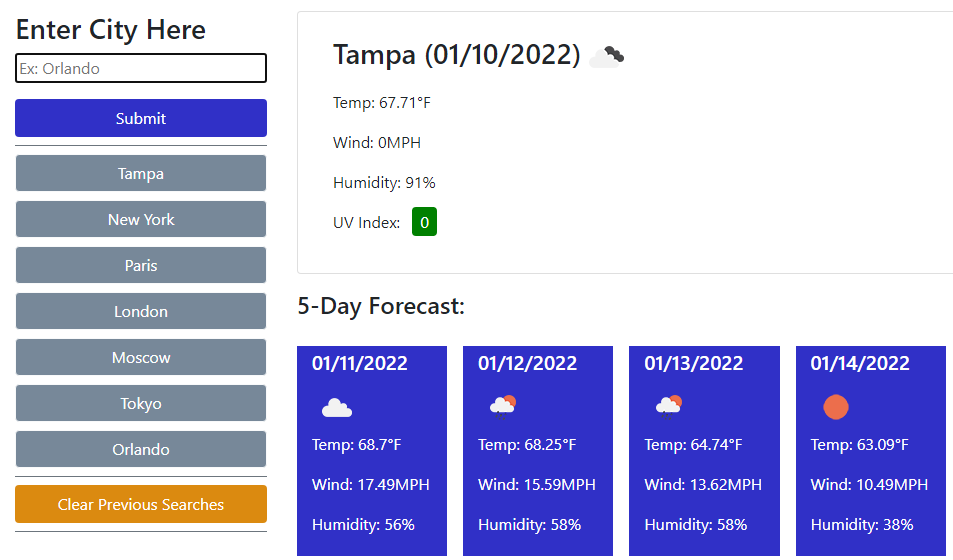 Enter City Here
Ex: Orlando
Submit
Tampa
New York
Paris
London
Moscow
Tokyo
Orlando
Clear Previous Searches
Tampa (01/10/2022)
Temp: 67.71°F
Wind: 0MPH
Humidity: 91%
UV Index: 0
5-Day Forecast:
01/11/2022
Temp: 68.7°F
Wind: 17.49MPH
Humidity: 56%
01/12/2022
Temp: 68.25°F
Wind: 15.59MPH
Humidity: 58%
01/13/2022
Temp: 64.74°F
Wind: 13.62MPH
Humidity: 58%
01/14/2022
Temp: 63.09°F
Wind: 10.49MPH
Humidity: 38%